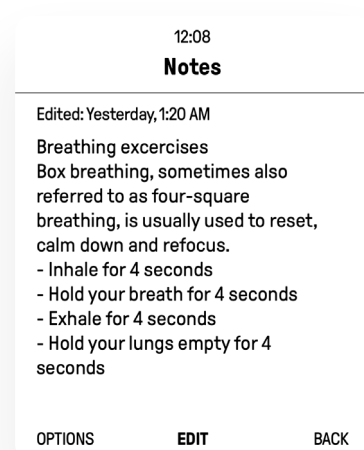 12:08
Notes
Edited: Yesterday, 1:20 AM
Breathing excercises
Box breathing, sometimes also
referred to as four-square
breathing, is usually used to reset,
calm down and refocus.
- Inhale for 4 seconds
- Hold your breath for 4 seconds
- Exhale for 4 seconds
- Hold your lungs empty for 4
seconds
OPTIONS EDIT BACK